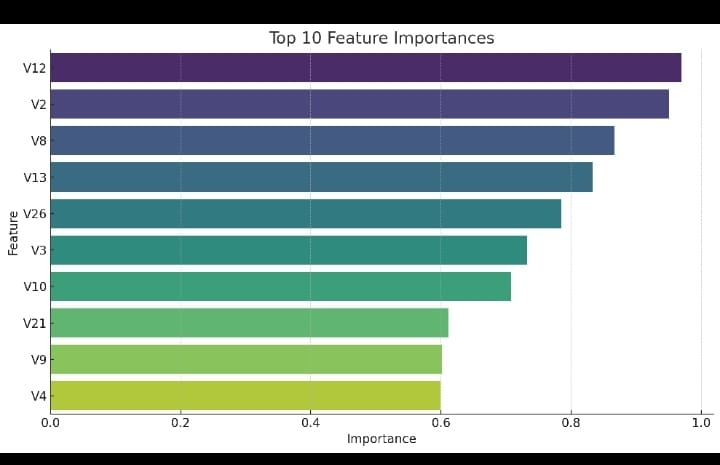 Top 10 Feature Importances
V12
V2
V8
V13
V26
V3
V10
V21
V9
V4
Feature
0.0 0.2 0.4 0.6 0.8 1.0
Importance